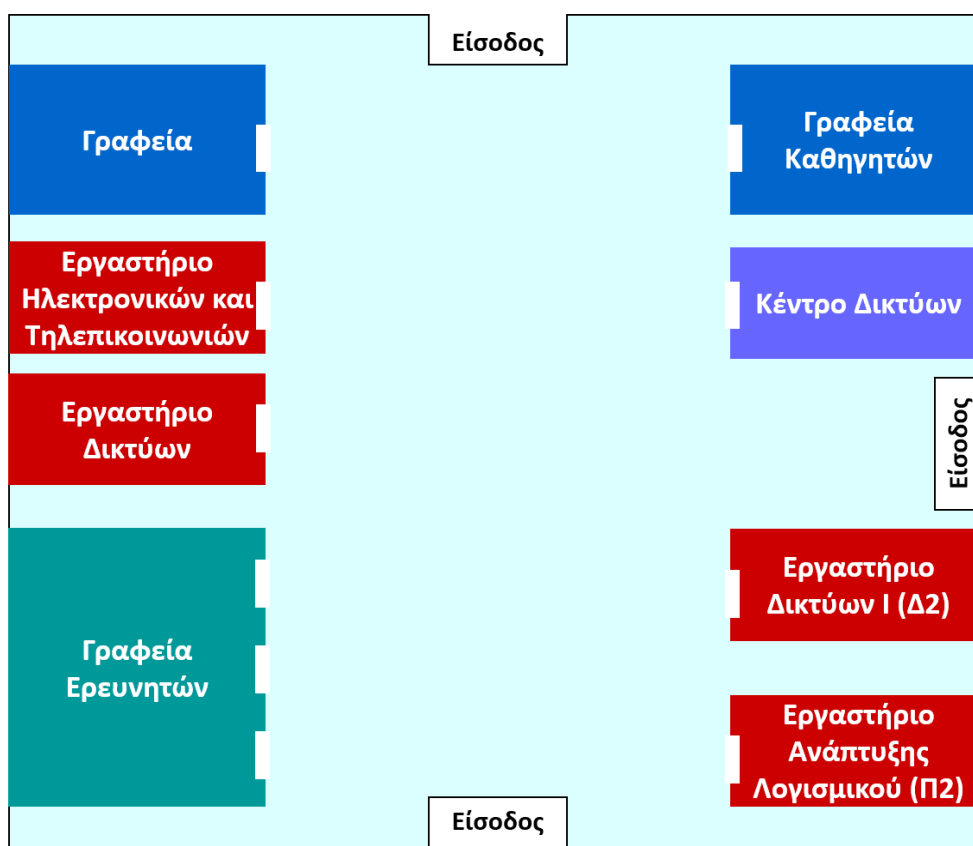 Είσοδος
Γραφεία
Γραφεία
Καθηγητών
Εργαστήριο
Ηλεκτρονικών και
Τηλεπικοινωνιών
Κέντρο Δικτύων
Εργαστήριο
Δικτύων
Είσοδος
Γραφεία
Ερευνητών
Εργαστήριο
Δικτύων Ι (Δ2)
Εργαστήριο
Ανάπτυξης
Λογισμικού (Π2)
Είσοδος